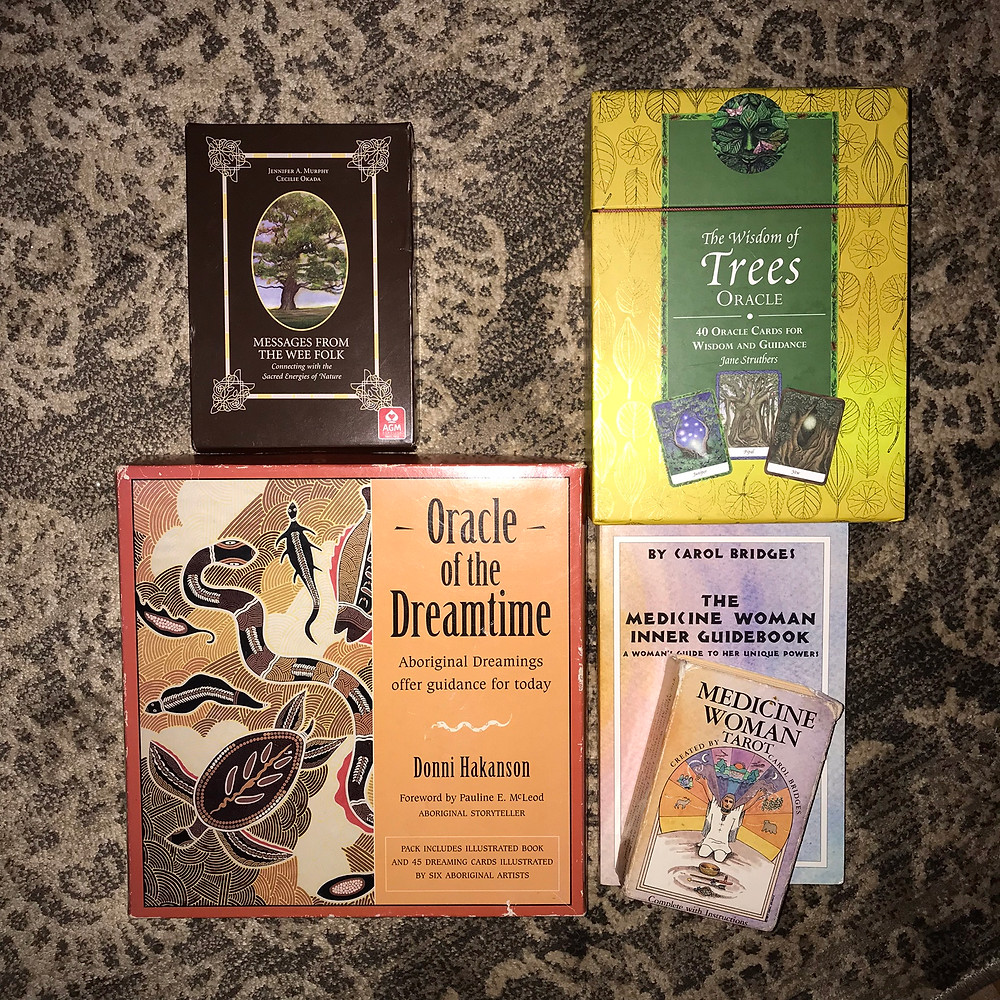 JENNIFER A. MURPHY
CECILIE OKADA
MESSAGES FROM
THE WEE FOLK
Connecting with the
Sacred Energies of Nature
AGM
The Wisdom of
Trees
ORACLE
40 ORACLE CARDS FOR
WISDOM AND GUIDANCE
Jane Struthers
Juniper
Pipal
Yew
Oracle
of the
Dreamtime
Aboriginal Dreamings
offer guidance for today
Donni Hakanson
Foreword by Pauline E. McLeod
ABORIGINAL STORYTELLER
PACK INCLUDES ILLUSTRATED BOOK
AND 45 DREAMING CARDS ILLUSTRATED
BY SIX ABORIGINAL ARTISTS
BY CAROL BRIDGES
THE
MEDICINE WOMAN
INNER GUIDEBOOK
A WOMAN'S GUIDE TO HER UNIQUE POWERS
MEDICINE
WOMAN
TAROT
CREATED BY CAROL BRIDGES
Complete with Instructions